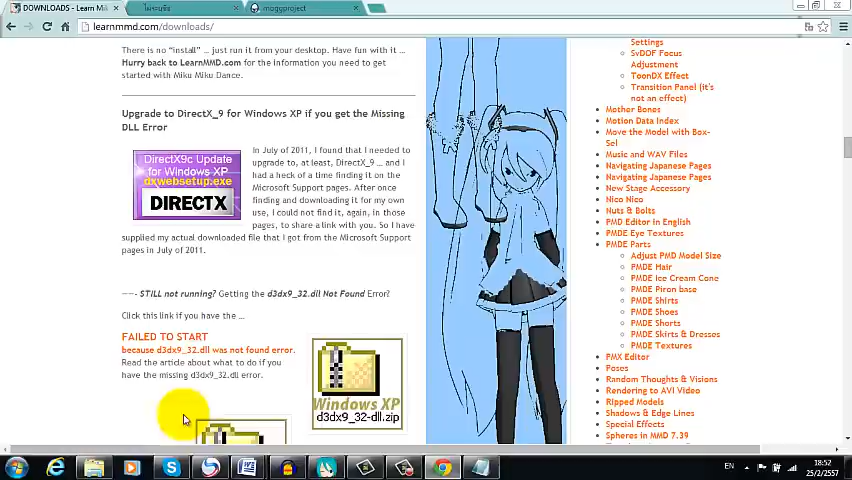 DOWNLOADS - Learn M
ไม่ระบุชื่อ
moggproject
learnmmd.com/downloads/
There is no “install” … just run it from your desktop. Have fun with it …
Hurry back to LearnMMD.com for the information you need to get
started with Miku Miku Dance.
Upgrade to DirectX_9 for Windows XP if you get the Missing
DLL Error
DirectX9c Update
for Windows XP
dxwebsetup.exe
DIRECTX
In July of 2011, I found that I needed to
upgrade to, at least, DirectX_9 … and I
had a heck of a time finding it on the
Microsoft Support pages. After once
finding and downloading it for my own
use, I could not find it, again, in those
pages, to share a link with you. So I have
supplied my actual downloaded file that I got from the Microsoft Support
pages in July of 2011.
—– STILL not running? Getting the d3dx9_32.dll Not Found Error?
Click this link if you have the …
FAILED TO START
because d3dx9_32.dll was not found error.
Read the article about what to do if you
have the missing d3dx9_32.dll error.
Windows XP
d3dx9_32-dll.zip
Settings
SvDOF Focus
Adjustment
ToonDX Effect
Transition Panel (it's
not an effect)
Mother Bones
Motion Data Index
Move the Model with Box-
Sel
Music and WAV Files
Navigating Japanese Pages
Navigating Japanese Pages
New Stage Accessory
Nico Nico
Nuts & Bolts
PMD Editor in English
PMDE Eye Textures
PMDE Parts
Adjust PMD Model Size
PMDE Hair
PMDE Ice Cream Cone
PMDE Piron base
PMDE Shirts
PMDE Shoes
PMDE Shorts
PMDE Skirts & Dresses
PMDE Textures
PMX Editor
Poses
Random Thoughts & Visions
Rendering to AVI Video
Ripped Models
Shadows & Edge Lines
Special Effects
Spheres in MMD 7.39
EN
18:52
25/2/2557